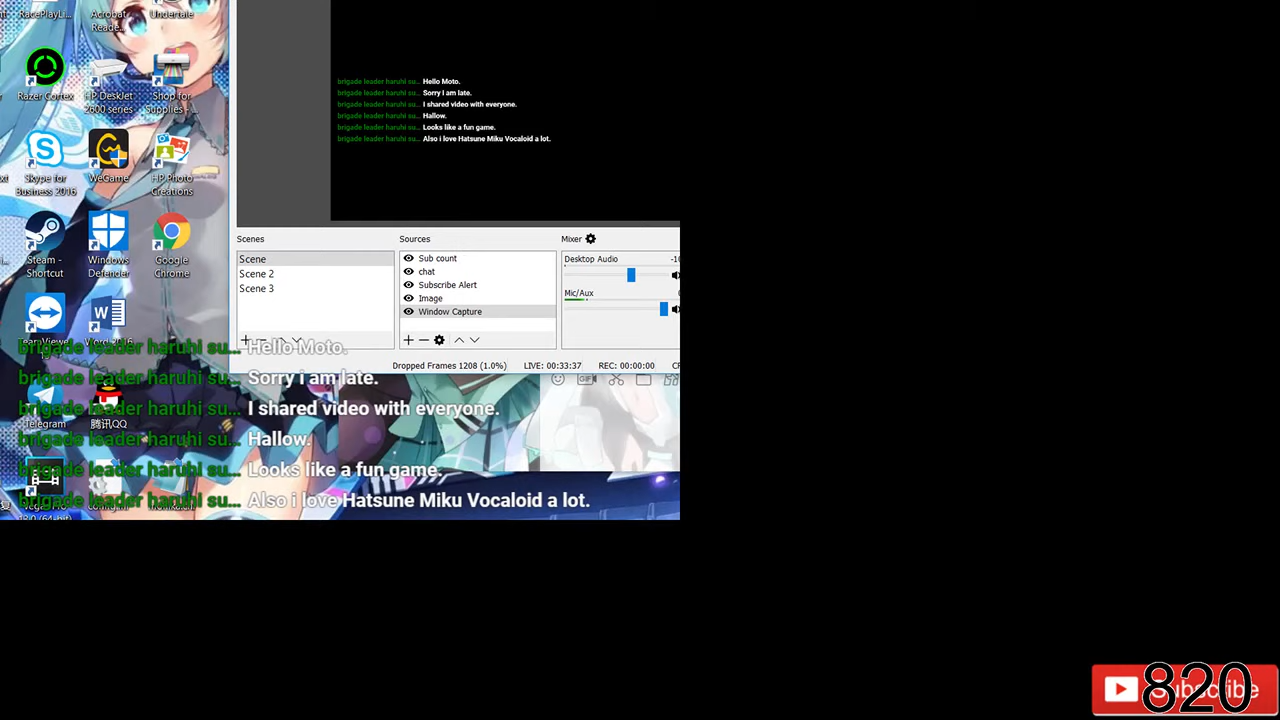 RacePlayLi...
Acrobat
Reade...
Undertale
Razer Cortex
HP DeskJet
2600 series
Shop for
Supplies - ...
Skype for
Business 2016
WeGame
HP Photo
Creations
Steam -
Shortcut
Windows
Defender
Google
Chrome
Word 2016
Telegram
腾讯QQ
brigade leader haruhi su... Hello Moto.
brigade leader haruhi su... Sorry I am late.
brigade leader haruhi su... I shared video with everyone.
brigade leader haruhi su... Hallow.
brigade leader haruhi su... Looks like a fun game.
brigade leader haruhi su... Also i love Hatsune Miku Vocaloid a lot.
Scenes
Scene
Scene 2
Scene 3
Sources
Sub count
chat
Subscribe Alert
Image
Window Capture
Mixer
Desktop Audio
Mic/Aux
Dropped Frames 1208 (1.0%)
LIVE: 00:33:37
REC: 00:00:00
brigade leader haruhi su... Hello Moto.
brigade leader haruhi su... Sorry i am late.
brigade leader haruhi su... I shared video with everyone.
brigade leader haruhi su... Hallow.
brigade leader haruhi su... Looks like a fun game.
brigade leader haruhi su... Also i love Hatsune Miku Vocaloid a lot.
Subscribe
820